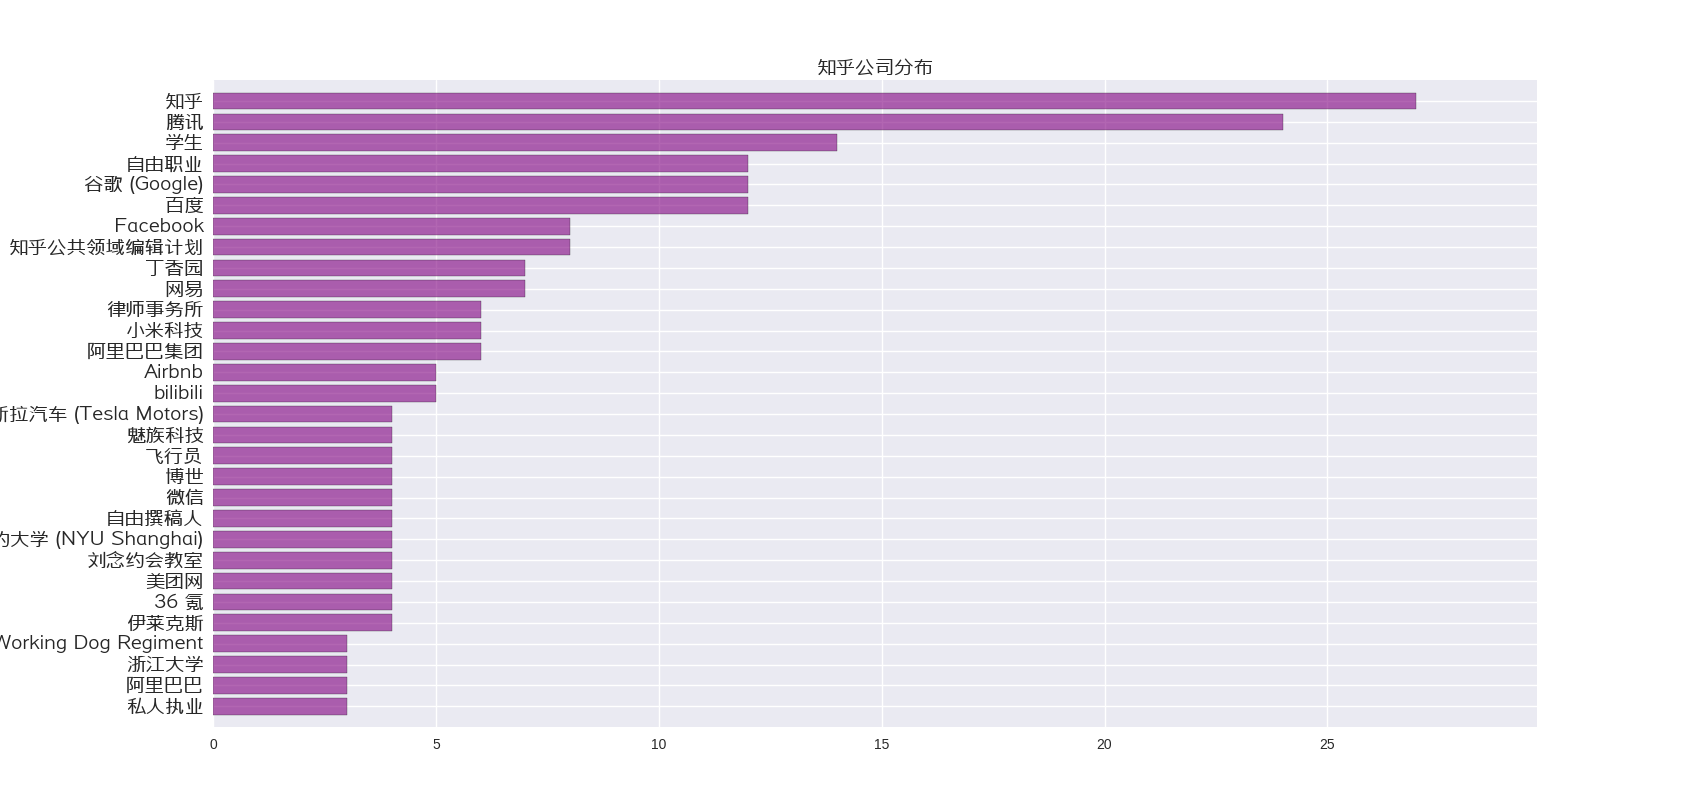 知乎公司分布
知乎
腾讯
学生
自由职业
谷歌 (Google)
百度
Facebook
知乎公共领域编辑计划
丁香园
网易
律师事务所
小米科技
阿里巴巴集团
Airbnb
bilibili
斯拉汽车 (Tesla Motors)
魅族科技
飞行员
博世
微信
自由撰稿人
约大学 (NYU Shanghai)
刘念约会教室
美团网
36 氪
伊莱克斯
Working Dog Regiment
浙江大学
阿里巴巴
私人执业
0 5 10 15 20 25